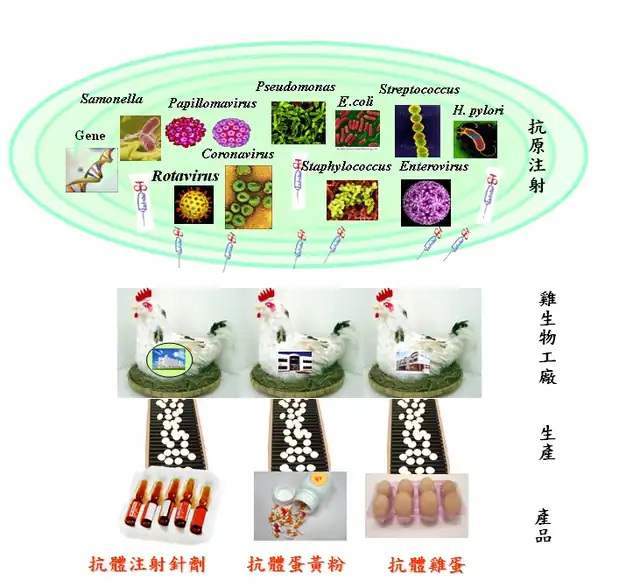 Pseudomonas
Streptococcus
Samonella
Papillomavirus
E.coli
H. pylori
Gene
Coronavirus
Rotavirus
Staphylococcus
Enterovirus
抗原注射
雞生物工廠
生產
產品
抗體注射針劑
抗體蛋黃粉
抗體雞蛋